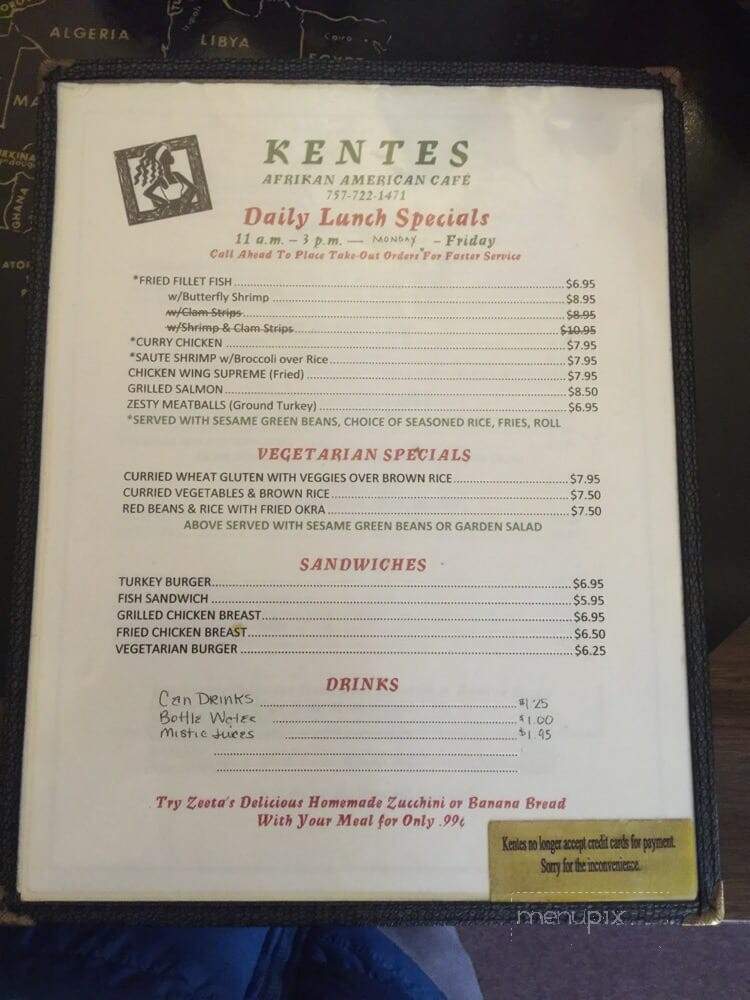 ALGERIA
LIBYA
GHANA
KENTES
AFRIKAN AMERICAN CAFÉ
757-722-1471
Daily Lunch Specials
11 a.m. – 3 p.m. — MONDAY – Friday
Call Ahead To Place Take-Out Orders For Faster Service
*FRIED FILLET FISH $6.95
w/Butterfly Shrimp $8.95
w/Clam Strips $8.95
w/Shrimp & Clam Strips $10.95
*CURRY CHICKEN $7.95
*SAUTE SHRIMP w/Broccoli over Rice $7.95
CHICKEN WING SUPREME (Fried) $7.95
GRILLED SALMON $8.50
ZESTY MEATBALLS (Ground Turkey) $6.95
*SERVED WITH SESAME GREEN BEANS, CHOICE OF SEASONED RICE, FRIES, ROLL
VEGETARIAN SPECIALS
CURRIED WHEAT GLUTEN WITH VEGGIES OVER BROWN RICE $7.95
CURRIED VEGETABLES & BROWN RICE $7.50
RED BEANS & RICE WITH FRIED OKRA $7.50
ABOVE SERVED WITH SESAME GREEN BEANS OR GARDEN SALAD
SANDWICHES
TURKEY BURGER $6.95
FISH SANDWICH $5.95
GRILLED CHICKEN BREAST $6.95
FRIED CHICKEN BREAST $6.50
VEGETARIAN BURGER $6.25
DRINKS
Can Drinks $1.25
Bottle Water $1.00
Mistic Juices $1.95
Try Zeeta's Delicious Homemade Zucchini or Banana Bread
With Your Meal for Only .99¢
Kentes no longer accept credit cards for payment.
Sorry for the inconvenience.
menupix